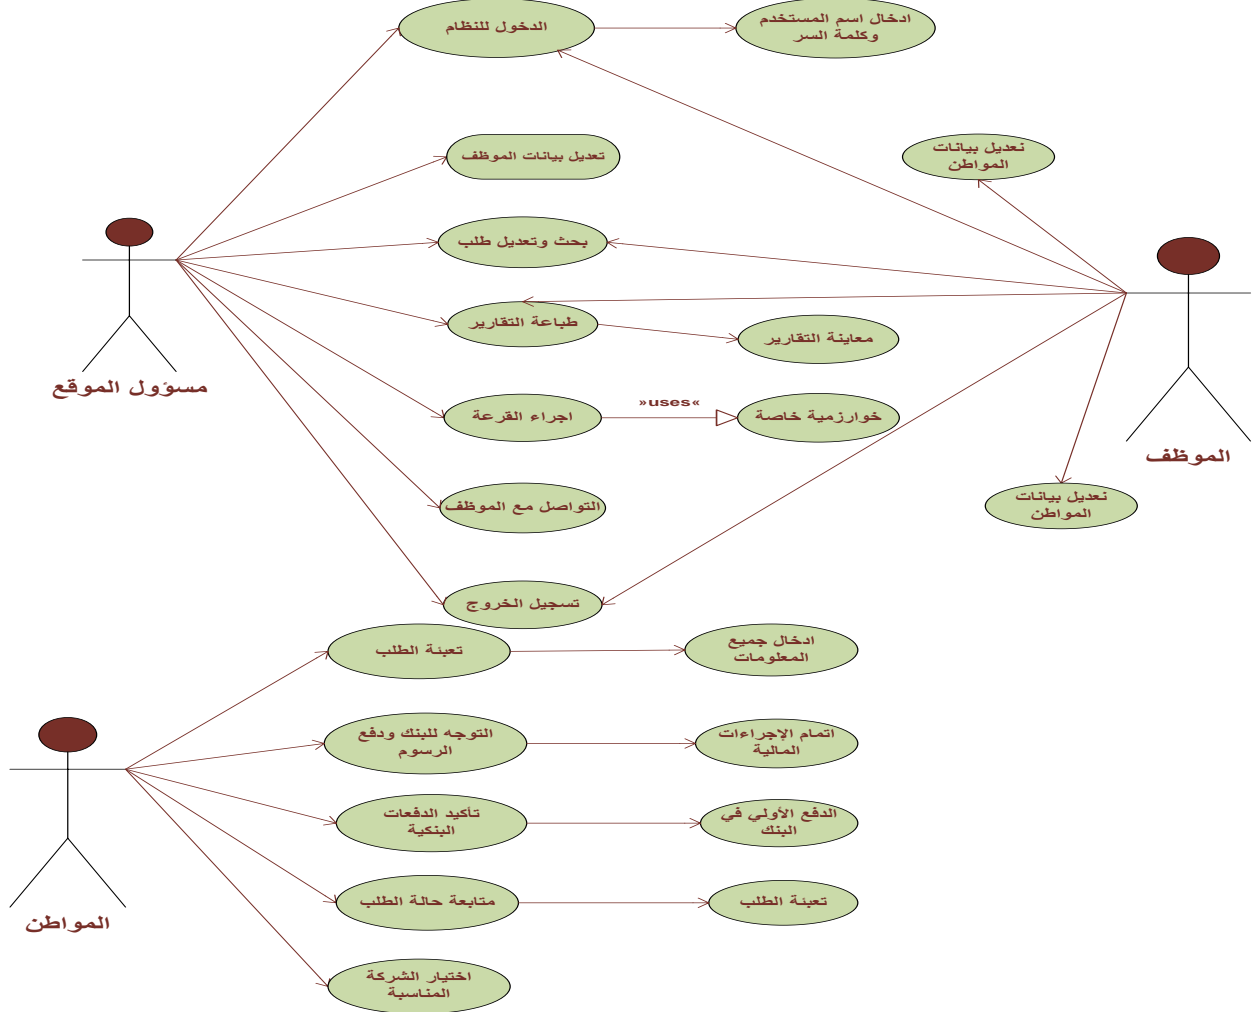 الدخول للنظام
ادخال اسم المستخدم
وكلمة السر
تعديل بيانات الموظف
نعديل بيانات
المواطن
بحث وتعديل طلب
طباعة التقارير
معاينة التقارير
مسؤول الموقع
اجراء القرعة
»uses«
خوارزمية خاصة
الموظف
التواصل مع الموظف
نعديل بيانات
المواطن
تسجيل الخروج
تعبئة الطلب
ادخال جميع
المعلومات
التوجه للبنك ودفع
الرسوم
اتمام الإجراءات
المالية
تأكيد الدفعات
البنكية
الدفع الأولي في
البنك
متابعة حالة الطلب
تعبئة الطلب
المواطن
اختيار الشركة
المناسبة